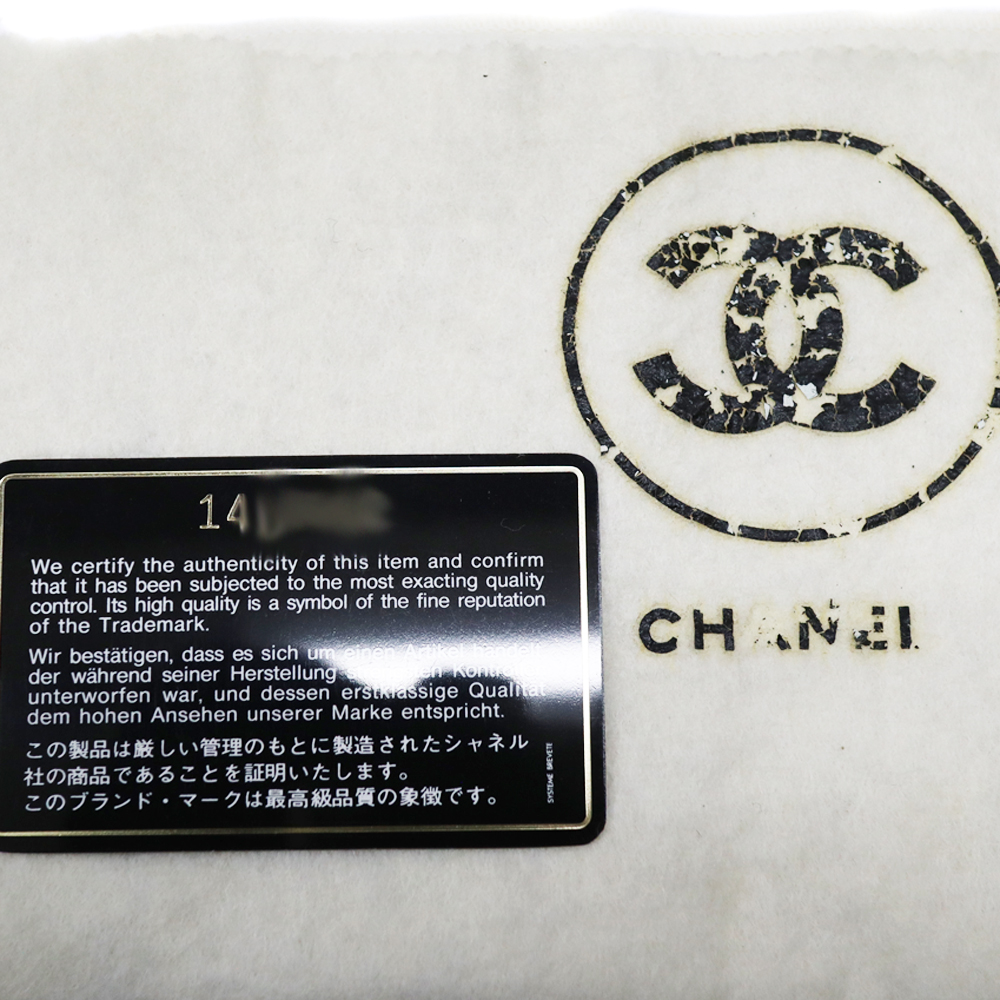 14
We certify the authenticity of this item and confirm
that it has been subjected to the most exacting quality
control. Its high quality is a symbol of the fine reputation
of the Trademark.
Wir bestätigen, dass es sich um einen Artikel handelt,
der während seiner Herstellung Kontrollen
unterworfen war, und dessen erstklassige Qualität
dem hohen Ansehen unserer Marke entspricht.
この製品は厳しい管理のもとに製造されたシャネル
社の商品であることを証明いたします。
このブランド・マークは最高級品質の象徴です。
SYSTEME BREVETE
CHANEL